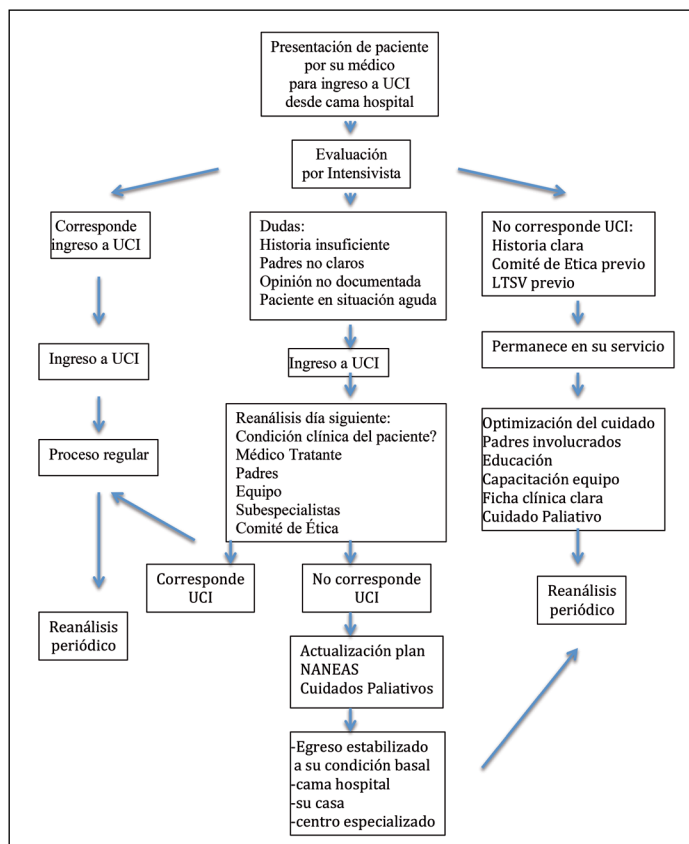 Presentación de paciente
por su médico
para ingreso a UCI
desde cama hospital
Evaluación
por Intensivista
Corresponde
ingreso a UCI
Dudas:
Historia insuficiente
Padres no claros
Opinión no documentada
Paciente en situación aguda
No corresponde UCI:
Historia clara
Comité de Etica previo
LTSV previo
Ingreso a UCI
Ingreso a UCI
Permanece en su servicio
Proceso regular
Reanálisis día siguiente:
Condición clínica del paciente?
Médico Tratante
Padres
Equipo
Subespecialistas
Comité de Ética
Optimización del cuidado
Padres involucrados
Educación
Capacitación equipo
Ficha clínica clara
Cuidado Paliativo
Corresponde
UCI
No corresponde
UCI
Reanálisis
periódico
Reanálisis
periódico
Actualización plan
NANEAS
Cuidados Paliativos
-Egreso estabilizado
a su condición basal
-cama hospital
-su casa
-centro especializado